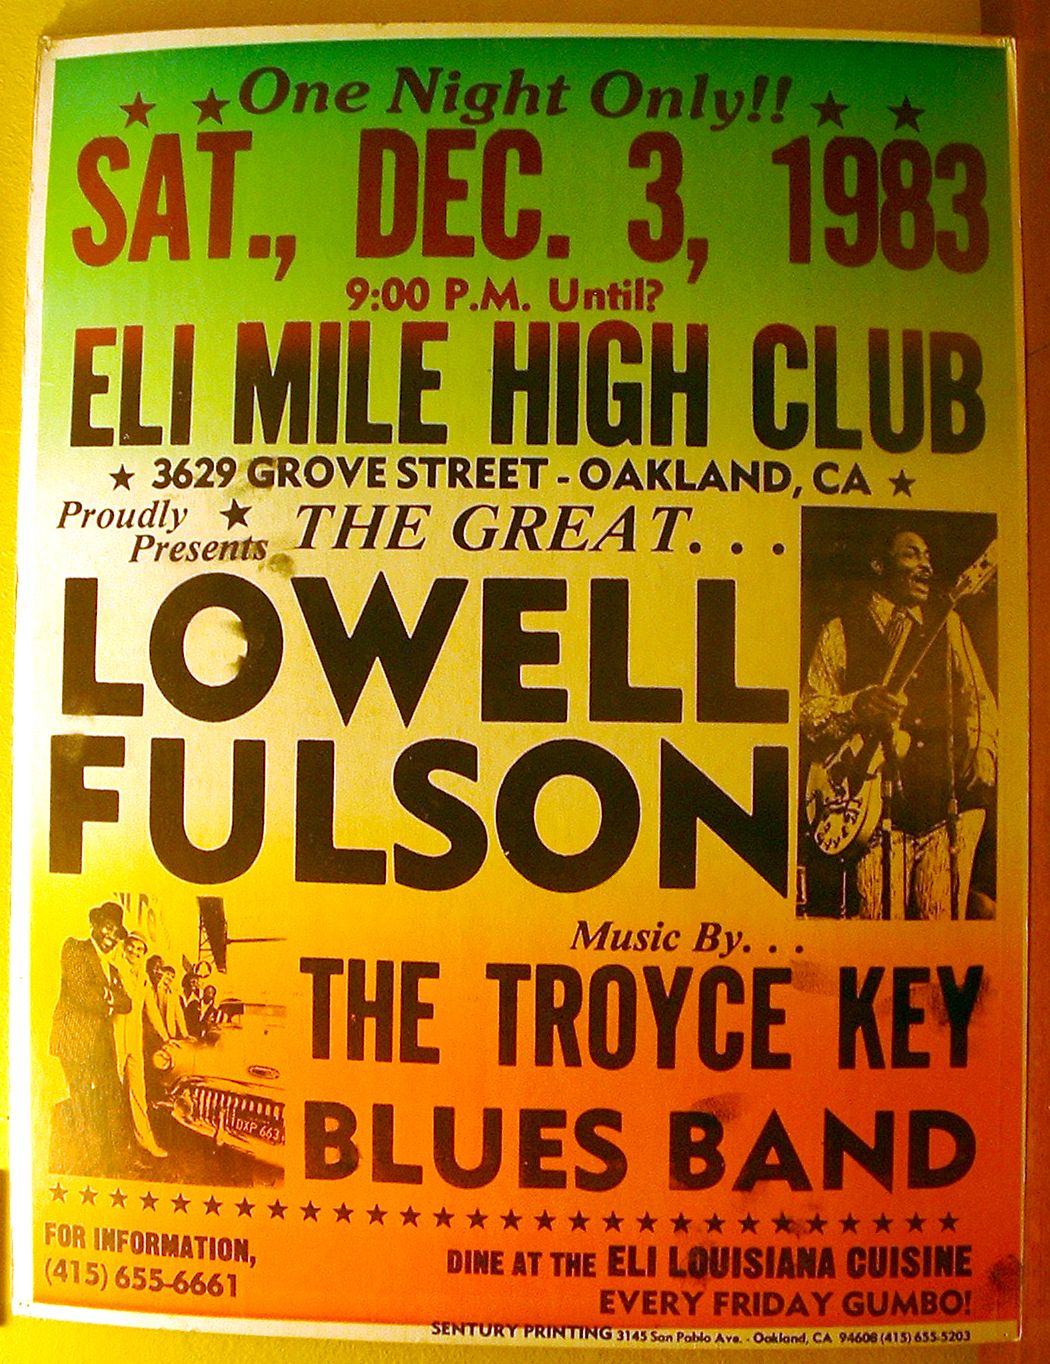 One Night Only!!
SAT., DEC. 3, 1983
9:00 P.M. Until?
ELI MILE HIGH CLUB
3629 GROVE STREET - OAKLAND, CA
Proudly
Presents
THE GREAT. . .
LOWELL
FULSON
Music By. . .
THE TROYCE KEY
BLUES BAND
DXP 663
FOR INFORMATION,
(415) 655-6661
DINE AT THE ELI LOUISIANA CUISINE
EVERY FRIDAY GUMBO!
SENTURY PRINTING 3145 San Pablo Ave. - Oakland, CA 94608 (415) 655-5203